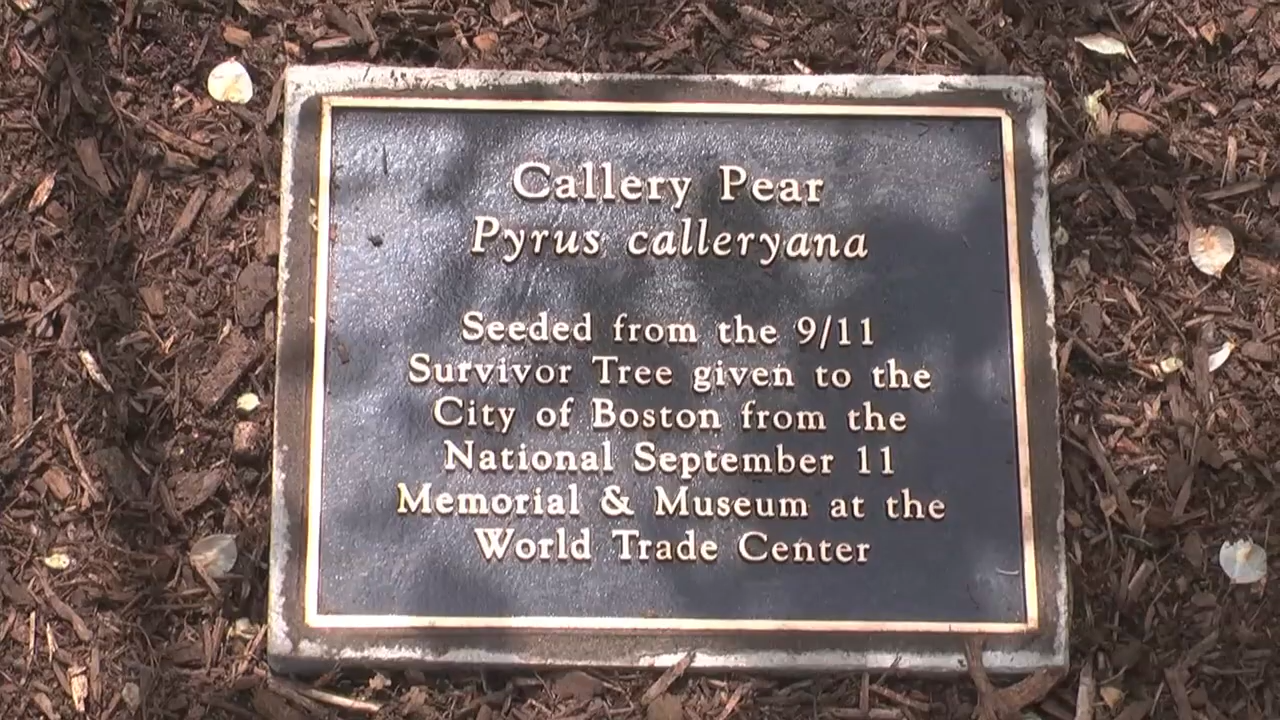 Callery Pear
Pyrus calleryana
Seeded from the 9/11
Survivor Tree given to the
City of Boston from the
National September 11
Memorial & Museum at the
World Trade Center